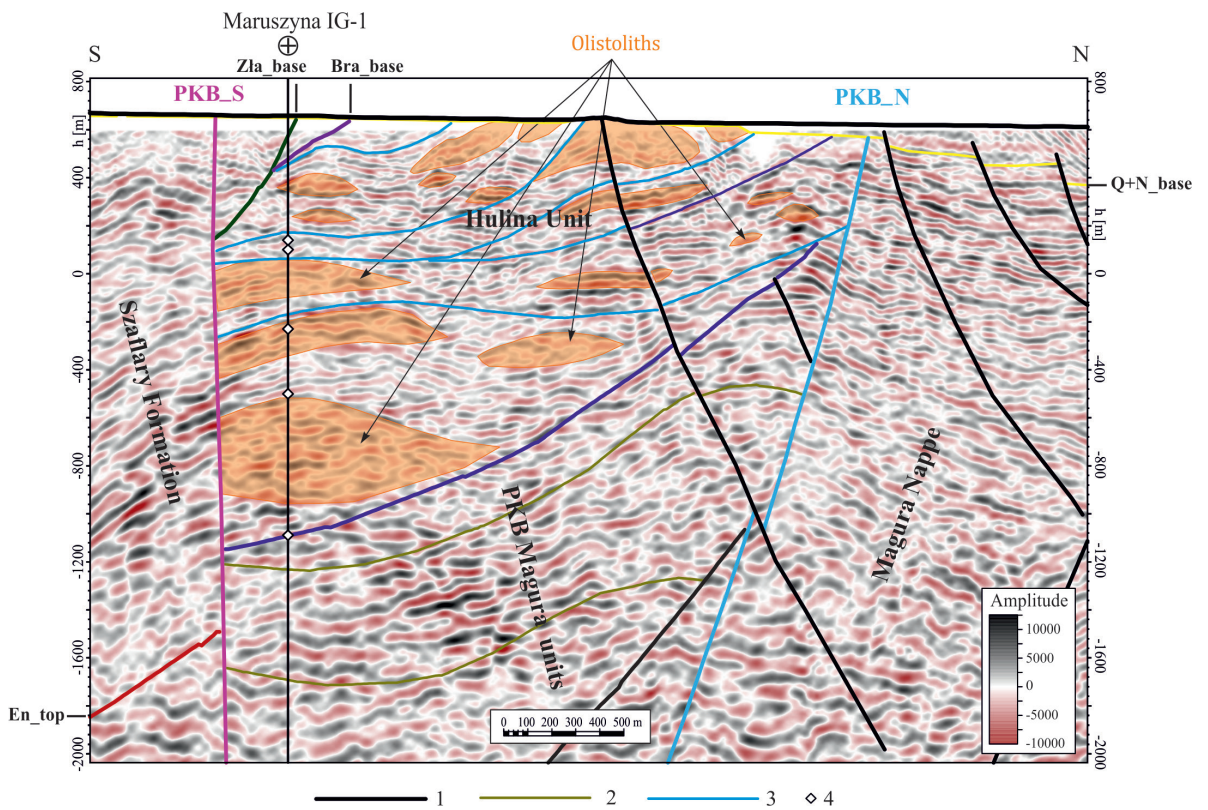 Maruszyna IG-1
S
Olistoliths
N
Zła_base
Bra_base
800
PKB_S
PKB_N
800
h [m]
400
400
Q+N_base
h [m]
Hulina Unit
0
0
Szaflary Formation
-400
-400
-800
-800
PKB Magura units
Magura Nappe
-1200
-1200
Amplitude
10000
5000
0
-5000
-10000
-1600
-1600
En_top
0 100 200 300 400 500 m
-2000
-2000
1
2
3
4